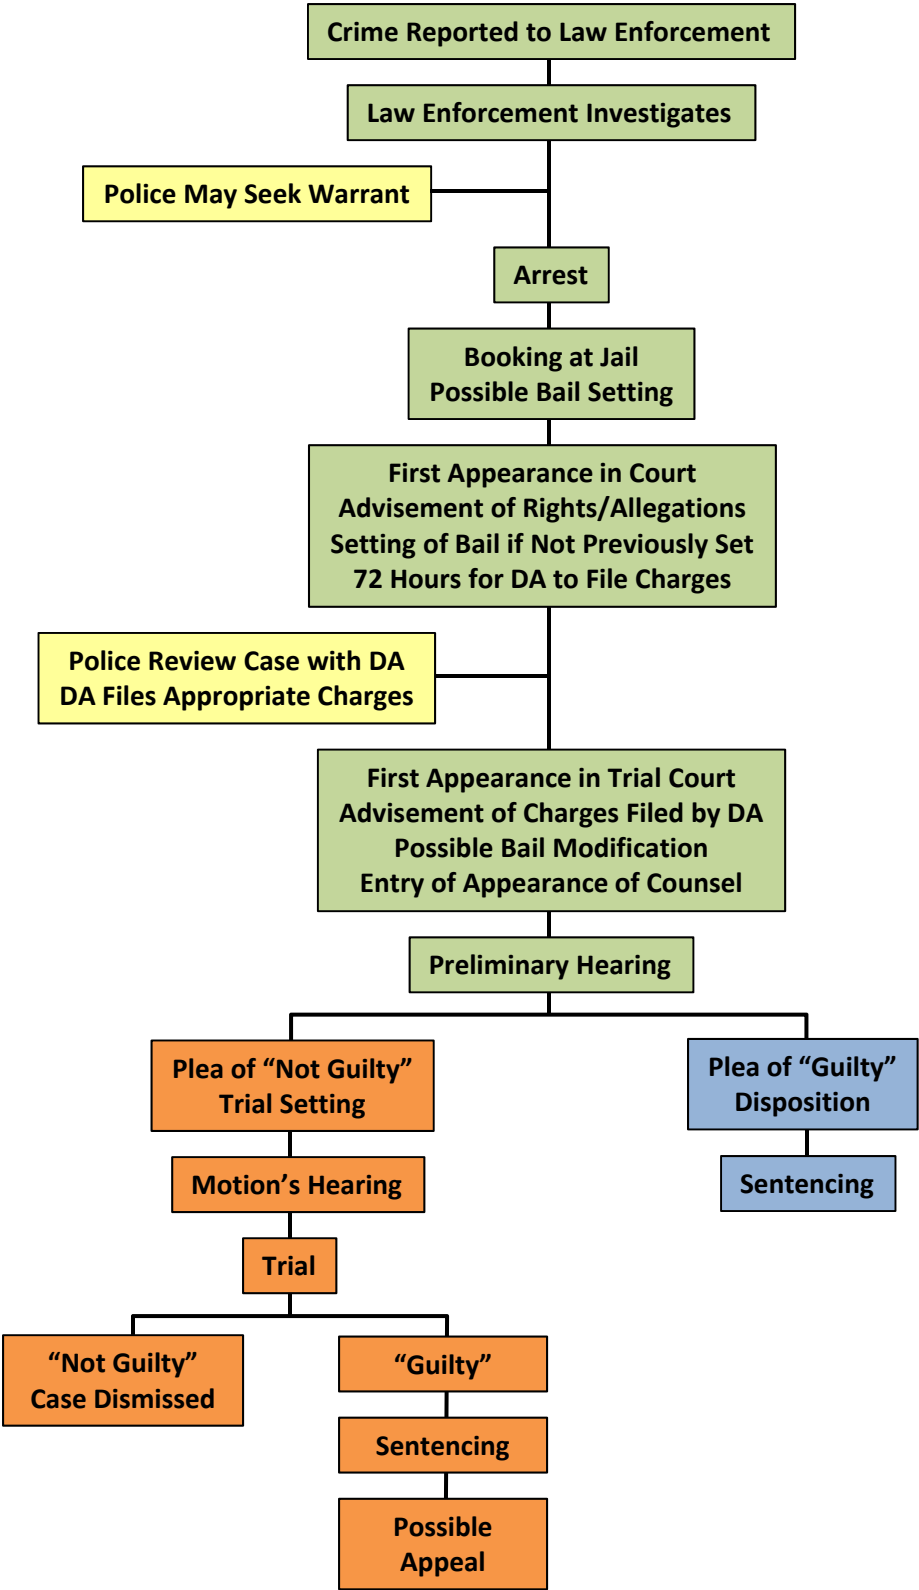 Crime Reported to Law Enforcement
Law Enforcement Investigates
Police May Seek Warrant
Arrest
Booking at Jail
Possible Bail Setting
First Appearance in Court
Advisement of Rights/Allegations
Setting of Bail if Not Previously Set
72 Hours for DA to File Charges
Police Review Case with DA
DA Files Appropriate Charges
First Appearance in Trial Court
Advisement of Charges Filed by DA
Possible Bail Modification
Entry of Appearance of Counsel
Preliminary Hearing
Plea of “Not Guilty”
Trial Setting
Plea of “Guilty”
Disposition
Motion’s Hearing
Sentencing
Trial
“Not Guilty”
Case Dismissed
“Guilty”
Sentencing
Possible
Appeal